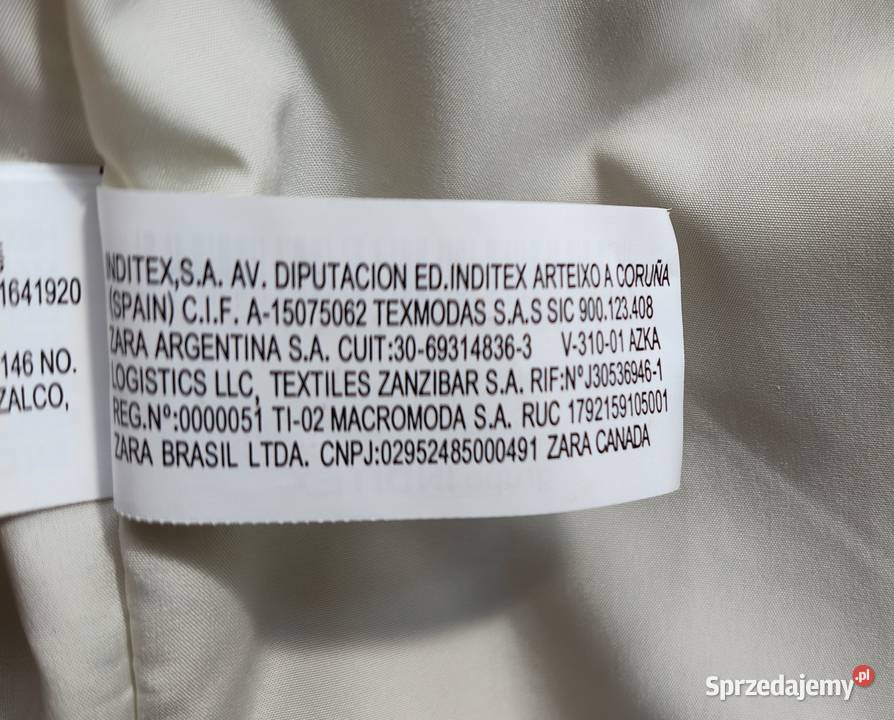 1641920
146 NO.
ZALCO,
INDITEX,S.A. AV. DIPUTACION ED.INDITEX ARTEIXO A CORUÑA
(SPAIN) C.I.F. A-15075062 TEXMODAS S.A.S SIC 900.123.408
ZARA ARGENTINA S.A. CUIT:30-69314836-3 V-310-01 AZKA
LOGISTICS LLC, TEXTILES ZANZIBAR S.A. RIF:NºJ30536946-1
REG.Nº:0000051 TI-02 MACROMODA S.A. RUC 1792159105001
ZARA BRASIL LTDA. CNPJ:02952485000491 ZARA CANADA
Sprzedajemy.pl